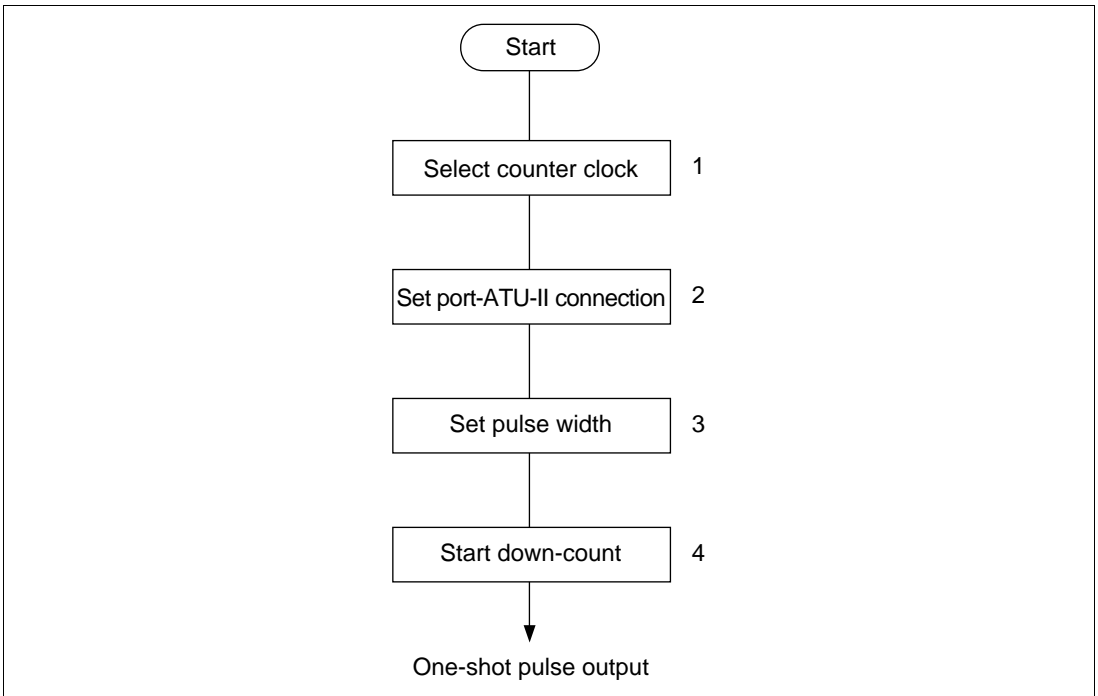 Start
Select counter clock 1
Set port-ATU-II connection 2
Set pulse width 3
Start down-count 4
One-shot pulse output